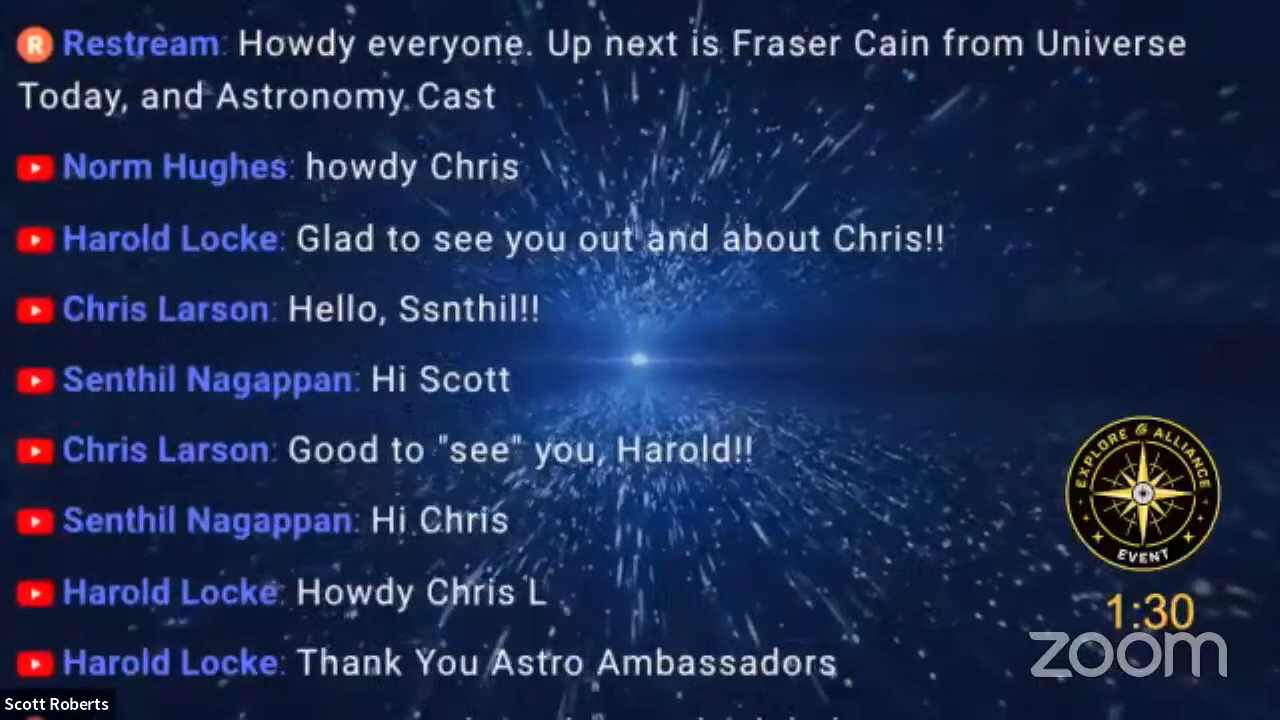 R Restream: Howdy everyone. Up next is Fraser Cain from Universe
Today, and Astronomy Cast
Norm Hughes: howdy Chris
Harold Locke: Glad to see you out and about Chris!!
Chris Larson: Hello, Ssnthil!!
Senthil Nagappan: Hi Scott
Chris Larson: Good to "see" you, Harold!!
Senthil Nagappan: Hi Chris
Harold Locke: Howdy Chris L
Harold Locke: Thank You Astro Ambassadors
EXPLORE ALLIANCE
EVENT
1:30
zoom
Scott Roberts